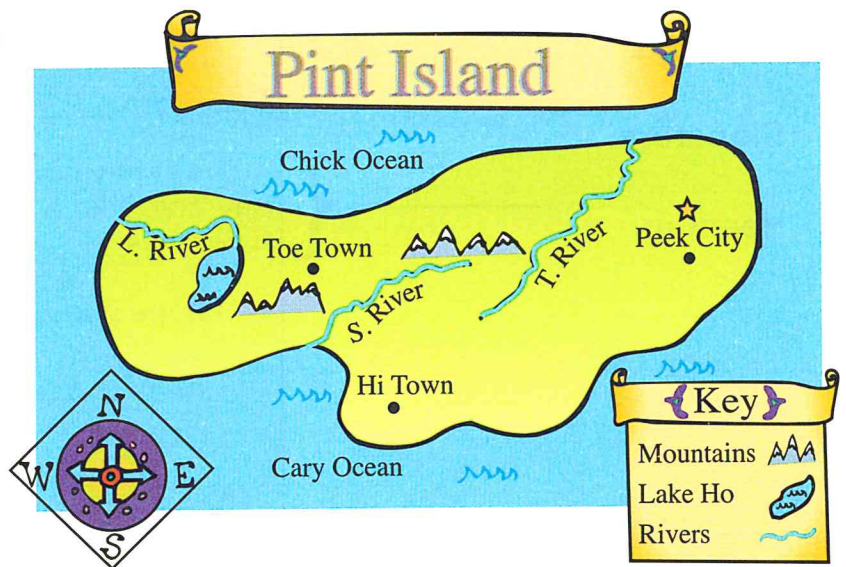 Pint Island
Chick Ocean
L. River
Toe Town
S. River
T. River
Peek City
Hi Town
Cary Ocean
N
W
E
S
Key
Mountains
Lake Ho
Rivers